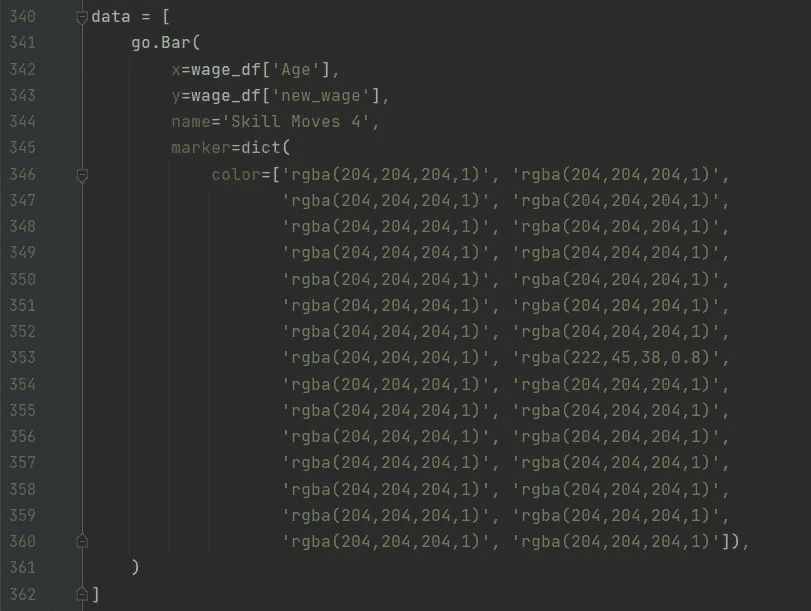 340 data = [
341     go.Bar(
342         x=wage_df['Age'],
343         y=wage_df['new_wage'],
344         name='Skill Moves 4',
345         marker=dict(
346             color=['rgba(204,204,204,1)', 'rgba(204,204,204,1)',
347                    'rgba(204,204,204,1)', 'rgba(204,204,204,1)',
348                    'rgba(204,204,204,1)', 'rgba(204,204,204,1)',
349                    'rgba(204,204,204,1)', 'rgba(204,204,204,1)',
350                    'rgba(204,204,204,1)', 'rgba(204,204,204,1)',
351                    'rgba(204,204,204,1)', 'rgba(204,204,204,1)',
352                    'rgba(204,204,204,1)', 'rgba(204,204,204,1)',
353                    'rgba(204,204,204,1)', 'rgba(222,45,38,0.8)',
354                    'rgba(204,204,204,1)', 'rgba(204,204,204,1)',
355                    'rgba(204,204,204,1)', 'rgba(204,204,204,1)',
356                    'rgba(204,204,204,1)', 'rgba(204,204,204,1)',
357                    'rgba(204,204,204,1)', 'rgba(204,204,204,1)',
358                    'rgba(204,204,204,1)', 'rgba(204,204,204,1)',
359                    'rgba(204,204,204,1)', 'rgba(204,204,204,1)',
360                    'rgba(204,204,204,1)', 'rgba(204,204,204,1)']),
361     )
362 ]